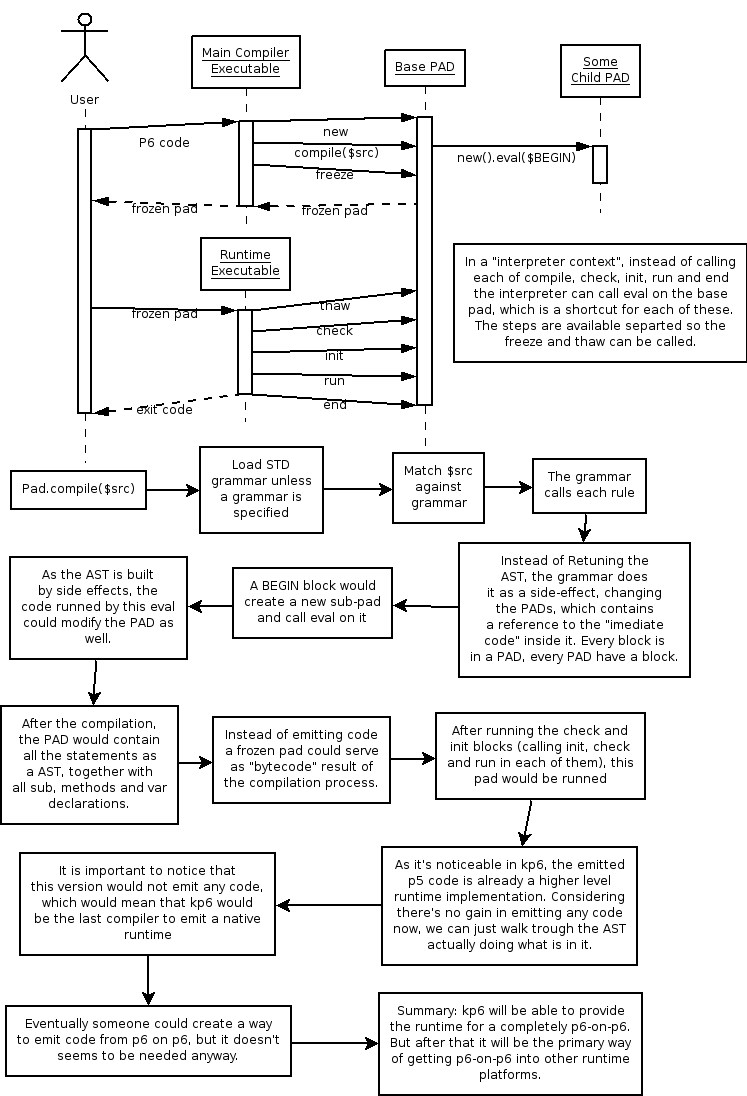 Main Compiler
Executable
Base PAD
Some
Child PAD
User
P6 code
new
compile($src)
freeze
new().eval($BEGIN)
frozen pad
frozen pad
Runtime
Executable
In a "interpreter context", instead of calling
each of compile, check, init, run and end
the interpreter can call eval on the base
pad, which is a shortcut for each of these.
The steps are available separted so the
freeze and thaw can be called.
frozen pad
thaw
check
init
run
end
exit code
Pad.compile($src)
Load STD
grammar unless
a grammar is
specified
Match $src
against
grammar
The grammar
calls each rule
Instead of Retuning the
AST, the grammar does
it as a side-effect, changing
the PADs, which contains
a reference to the "imediate
code" inside it. Every block is
in a PAD, every PAD have a block.
A BEGIN block would
create a new sub-pad
and call eval on it
As the AST is built
by side effects, the
code runned by this eval
could modify the PAD as
well.
After the compilation,
the PAD would contain
all the statements as
a AST, together with
all sub, methods and var
declarations.
Instead of emitting code
a frozen pad could serve
as "bytecode" result of
the compilation process.
After running the check and
init blocks (calling init, check
and run in each of them), this
pad would be runned
As it's noticeable in kp6, the emitted
p5 code is already a higher level
runtime implementation. Considering
there's no gain in emitting any code
now, we can just walk trough the AST
actually doing what is in it.
It is important to notice that
this version would not emit any code,
which would mean that kp6 would
be the last compiler to emit a native
runtime
Eventually someone could create a way
to emit code from p6 on p6, but it doesn't
seems to be needed anyway.
Summary: kp6 will be able to provide
the runtime for a completely p6-on-p6.
But after that it will be the primary way
of getting p6-on-p6 into other runtime
platforms.